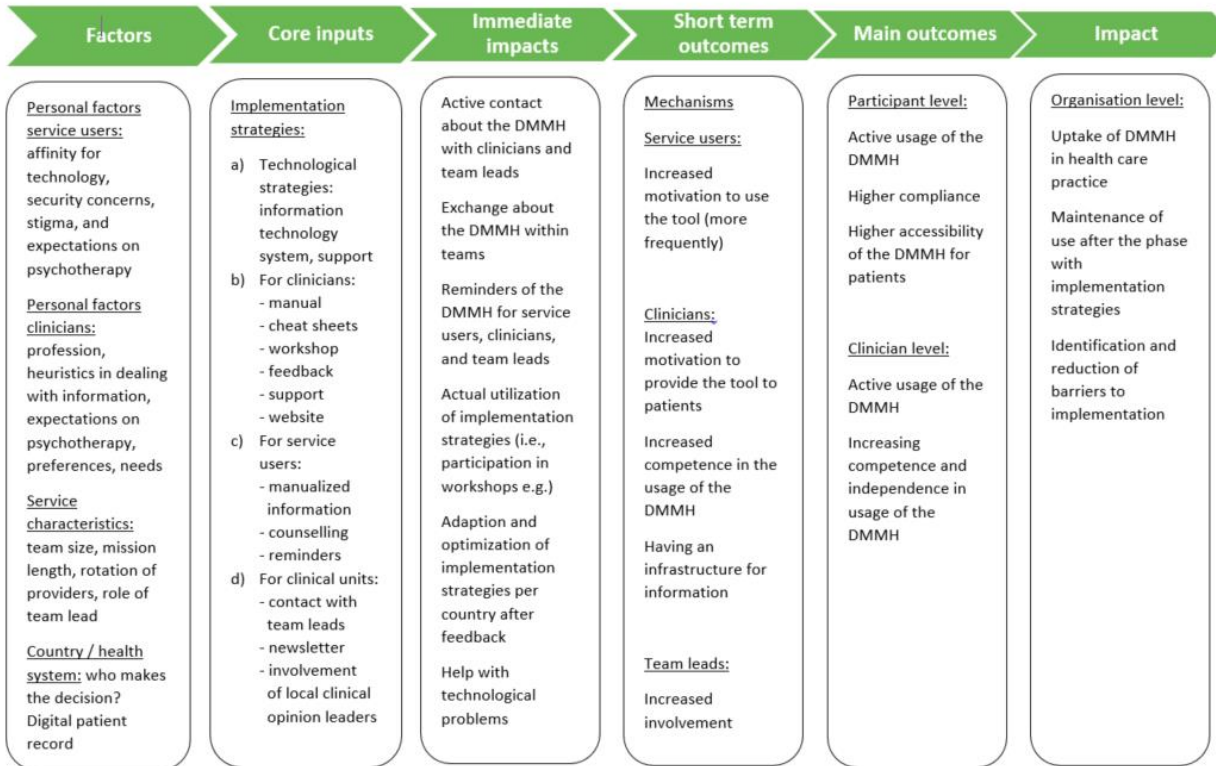 Factors
Core inputs
Immediate
impacts
Short term
outcomes
Main outcomes
Impact
Personal factors
service users:
affinity for
technology,
security concerns,
stigma, and
expectations on
psychotherapy
Personal factors
clinicians:
profession,
heuristics in dealing
with information,
expectations on
psychotherapy,
preferences, needs
Service
characteristics:
team size, mission
length, rotation of
providers, role of
team lead
Country / health
system: who makes
the decision?
Digital patient
record
Implementation
strategies:
a) Technological
strategies:
information
technology
system, support
b) For clinicians:
- manual
- cheat sheets
- workshop
- feedback
- support
- website
c) For service
users:
- manualized
information
- counselling
- reminders
d) For clinical units:
- contact with
team leads
- newsletter
- involvement
of local clinical
opinion leaders
Active contact
about the DMMH
with clinicians and
team leads
Exchange about
the DMMH within
teams
Reminders of the
DMMH for service
users, clinicians,
and team leads
Actual utilization
of implementation
strategies (i.e.,
participation in
workshops e.g.)
Adaption and
optimization of
implementation
strategies per
country after
feedback
Help with
technological
problems
Mechanisms
Service users:
Increased
motivation to use
the tool (more
frequently)
Clinicians:
Increased
motivation to
provide the tool to
patients
Increased
competence in the
usage of the
DMMH
Having an
infrastructure for
information
Team leads:
Increased
involvement
Participant level:
Active usage of the
DMMH
Higher compliance
Higher accessibility
of the DMMH for
patients
Clinician level:
Active usage of the
DMMH
Increasing
competence and
independence in
usage of the
DMMH
Organisation level:
Uptake of DMMH
in health care
practice
Maintenance of
use after the phase
with
implementation
strategies
Identification and
reduction of
barriers to
implementation